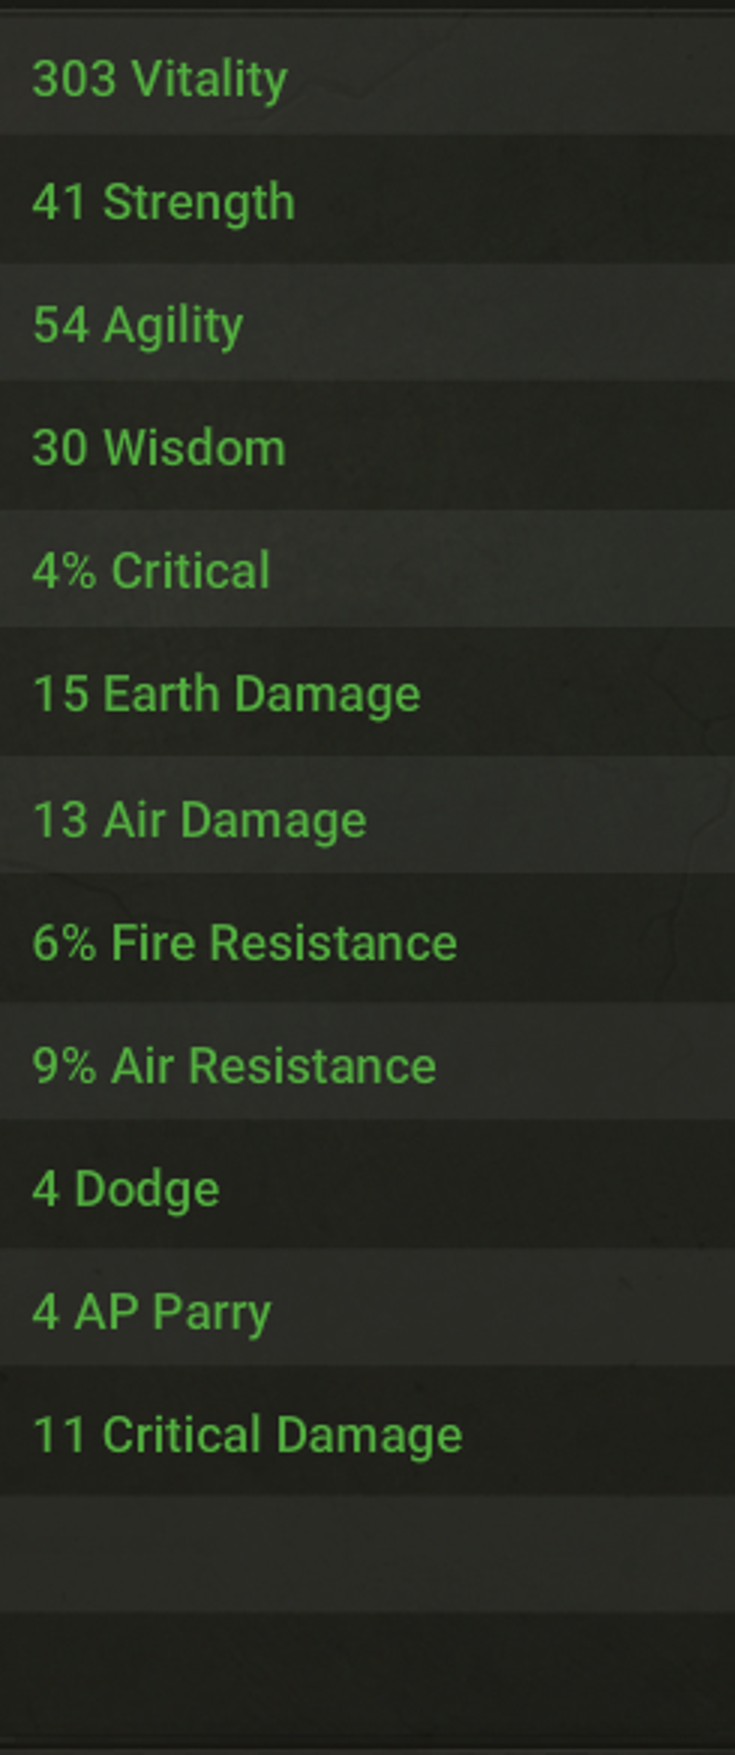 303 Vitality
41 Strength
54 Agility
30 Wisdom
4% Critical
15 Earth Damage
13 Air Damage
6% Fire Resistance
9% Air Resistance
4 Dodge
4 AP Parry
11 Critical Damage